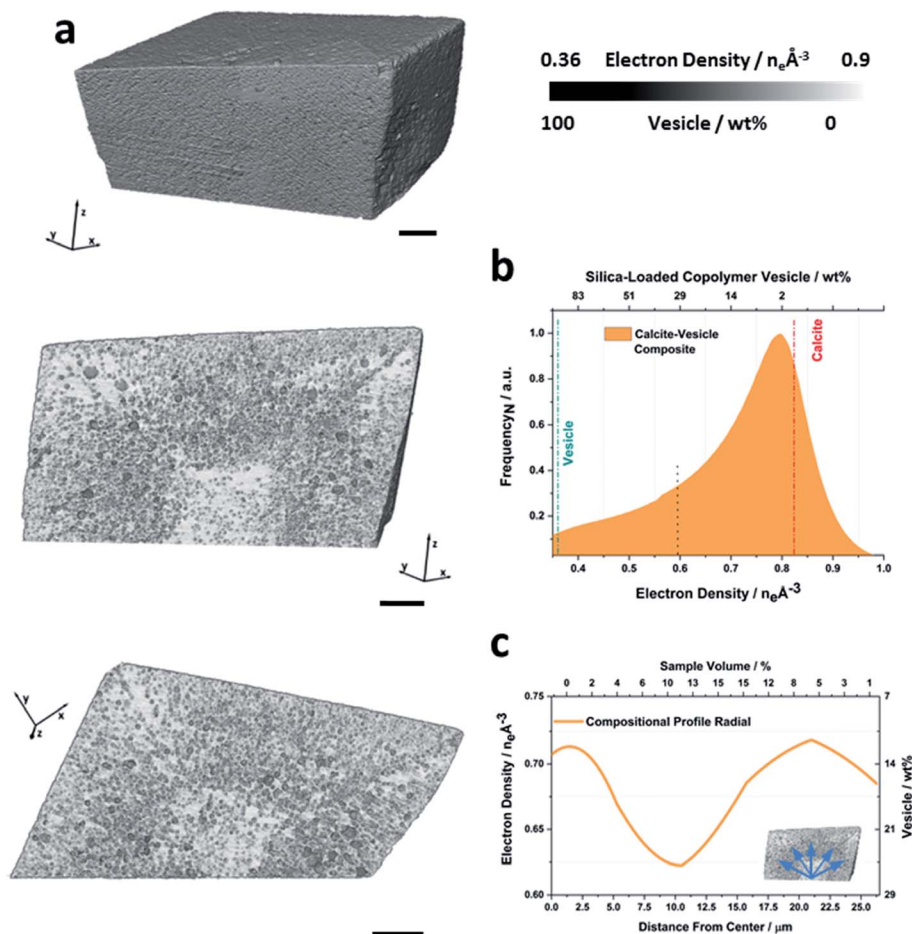 a
0.36 Electron Density / nₑÅ⁻³ 0.9
100 Vesicle / wt% 0
z
y x
z
y x
y
x
z
b
Silica-Loaded Copolymer Vesicle / wt%
83 51 29 14 2
Calcite-Vesicle
Composite
Vesicle
Calcite
Frequency_N / a.u.
1.0
0.8
0.6
0.4
0.2
0.4 0.5 0.6 0.7 0.8 0.9 1.0
Electron Density / nₑÅ⁻³
c
Sample Volume / %
0 2 4 6 10 13 15 15 12 8 5 3 1
Compositional Profile Radial
Electron Density / nₑÅ⁻³
0.75
0.70
0.65
0.60
7
14
21
29
Vesicle / wt%
0.0 2.5 5.0 7.5 10.0 12.5 15.0 17.5 20.0 22.5 25.0
Distance From Center / µm